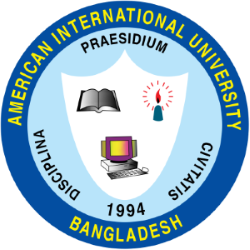 AMERICAN INTERNATIONAL UNIVERSITY
PRAESIDIUM
DISCIPLINA
CIVITATIS
1994
BANGLADESH